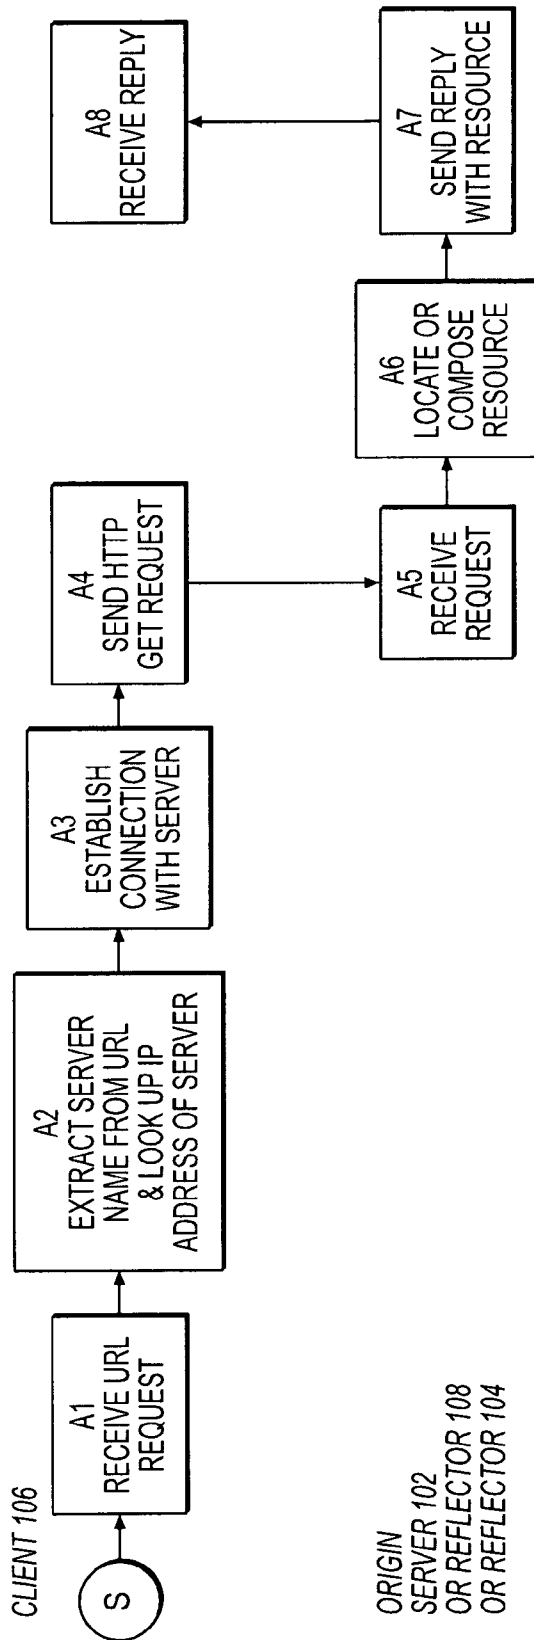 CLIENT 106
S
A1
RECEIVE URL
REQUEST
A2
EXTRACT SERVER
NAME FROM URL
& LOOK UP IP
ADDRESS OF SERVER
A3
ESTABLISH
CONNECTION
WITH SERVER
A4
SEND HTTP
GET REQUEST
A5
RECEIVE
REQUEST
A6
LOCATE OR
COMPOSE
RESOURCE
A7
SEND REPLY
WITH RESOURCE
A8
RECEIVE REPLY
ORIGIN
SERVER 102
OR REFLECTOR 108
OR REFLECTOR 104